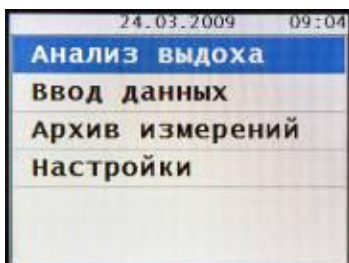 24.03.2009 09:04
Анализ выдоха
Ввод данных
Архив измерений
Настройки